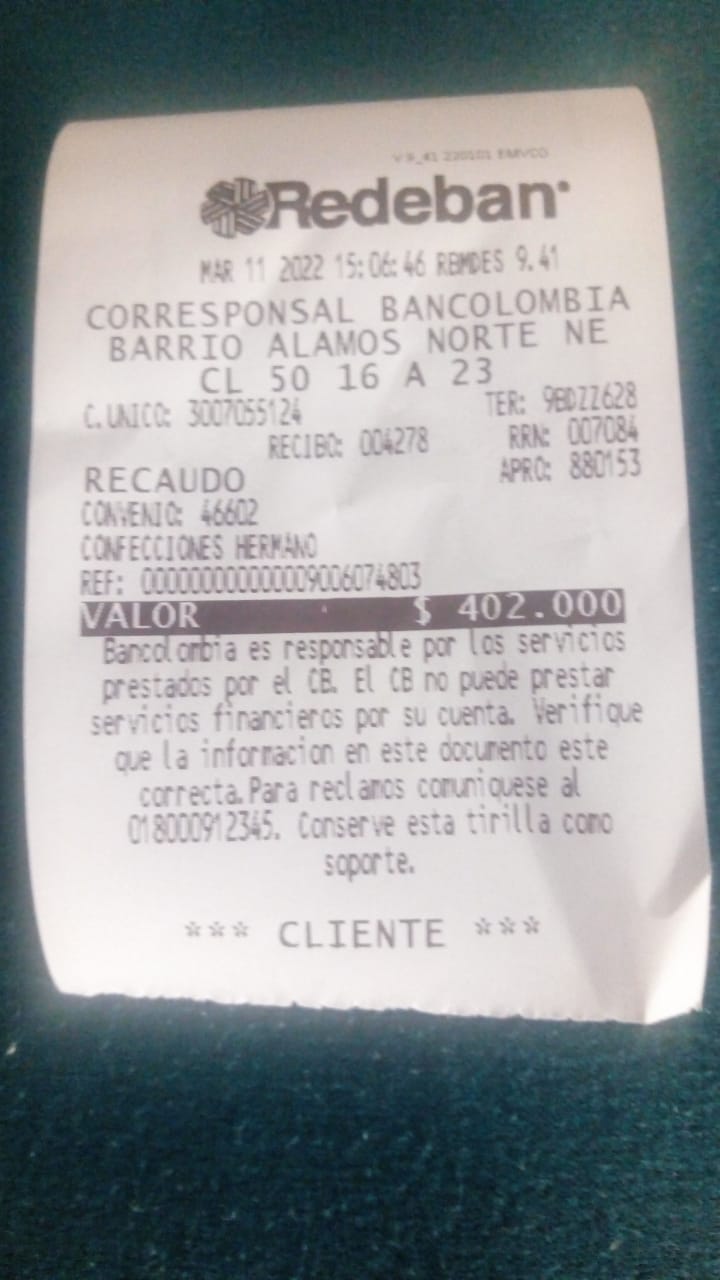 V 9_41 220101 EMVCO
Redeban
MAR 11 2022 15:06:46 RBMDES 9.41
CORRESPONSAL BANCOLOMBIA
BARRIO ALAMOS NORTE NE
CL 50 16 A 23
C.UNICO: 3007055124 TER: 9BDZZ628
RECIBO: 004278 RRN: 007084
RECAUDO APRO: 880153
CONVENIO: 46602
CONFECCIONES HERMANO
REF: 000000000000009006074803
VALOR $ 402.000
Bancolombia es responsable por los servicios
prestados por el CB. El CB no puede prestar
servicios financieros por su cuenta. Verifique
que la informacion en este documento este
correcta.Para reclamos comuniquese al
018000912345. Conserve esta tirilla como
soporte.
*** CLIENTE ***